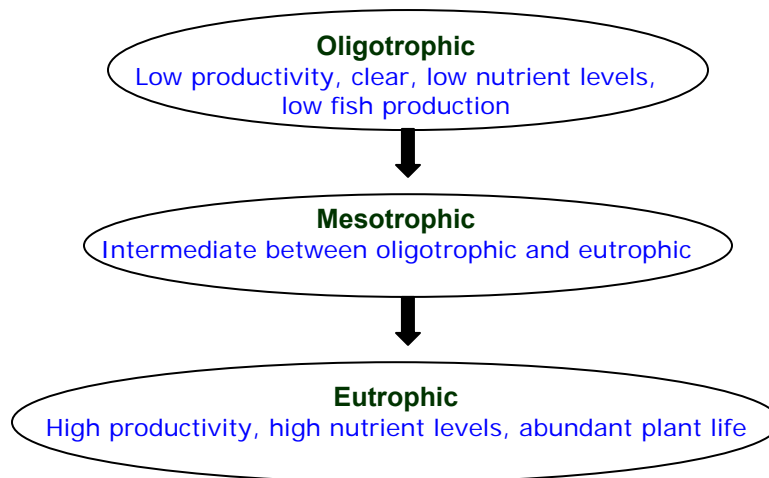 Oligotrophic
Low productivity, clear, low nutrient levels,
low fish production
Mesotrophic
Intermediate between oligotrophic and eutrophic
Eutrophic
High productivity, high nutrient levels, abundant plant life